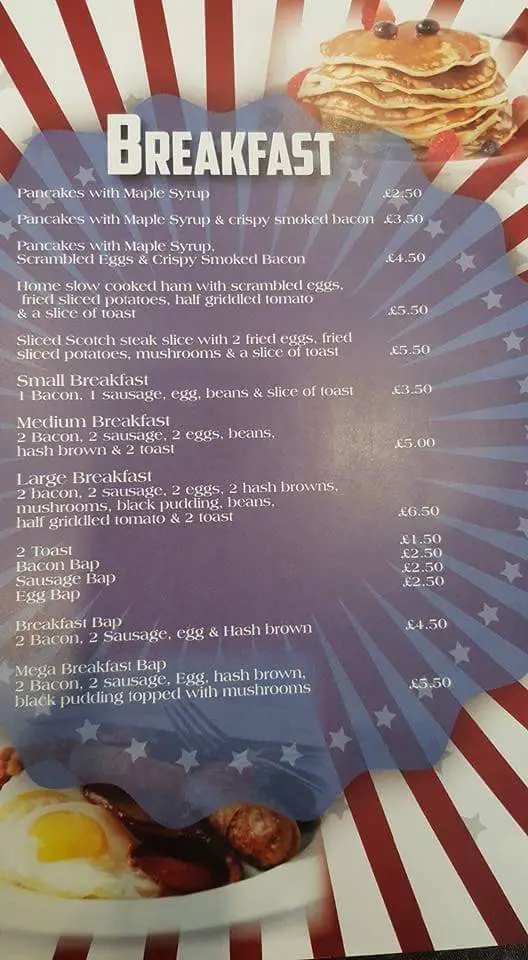 BREAKFAST
Pancakes with Maple Syrup £2.50
Pancakes with Maple Syrup & crispy smoked bacon £3.50
Pancakes with Maple Syrup,
Scrambled Eggs & Crispy Smoked Bacon £4.50
Home slow cooked ham with scrambled eggs,
fried sliced potatoes, half griddled tomato
& a slice of toast £5.50
Sliced Scotch steak slice with 2 fried eggs, fried
sliced potatoes, mushrooms & a slice of toast £5.50
Small Breakfast
1 Bacon, 1 sausage, egg, beans & slice of toast £3.50
Medium Breakfast
2 Bacon, 2 sausage, 2 eggs, beans,
hash brown & 2 toast £5.00
Large Breakfast
2 bacon, 2 sausage, 2 eggs, 2 hash browns,
mushrooms, black pudding, beans,
half griddled tomato & 2 toast £6.50
2 Toast £1.50
Bacon Bap £2.50
Sausage Bap £2.50
Egg Bap £2.50
Breakfast Bap
2 Bacon, 2 Sausage, egg & Hash brown £4.50
Mega Breakfast Bap
2 Bacon, 2 sausage, Egg, hash brown,
black pudding topped with mushrooms £5.50